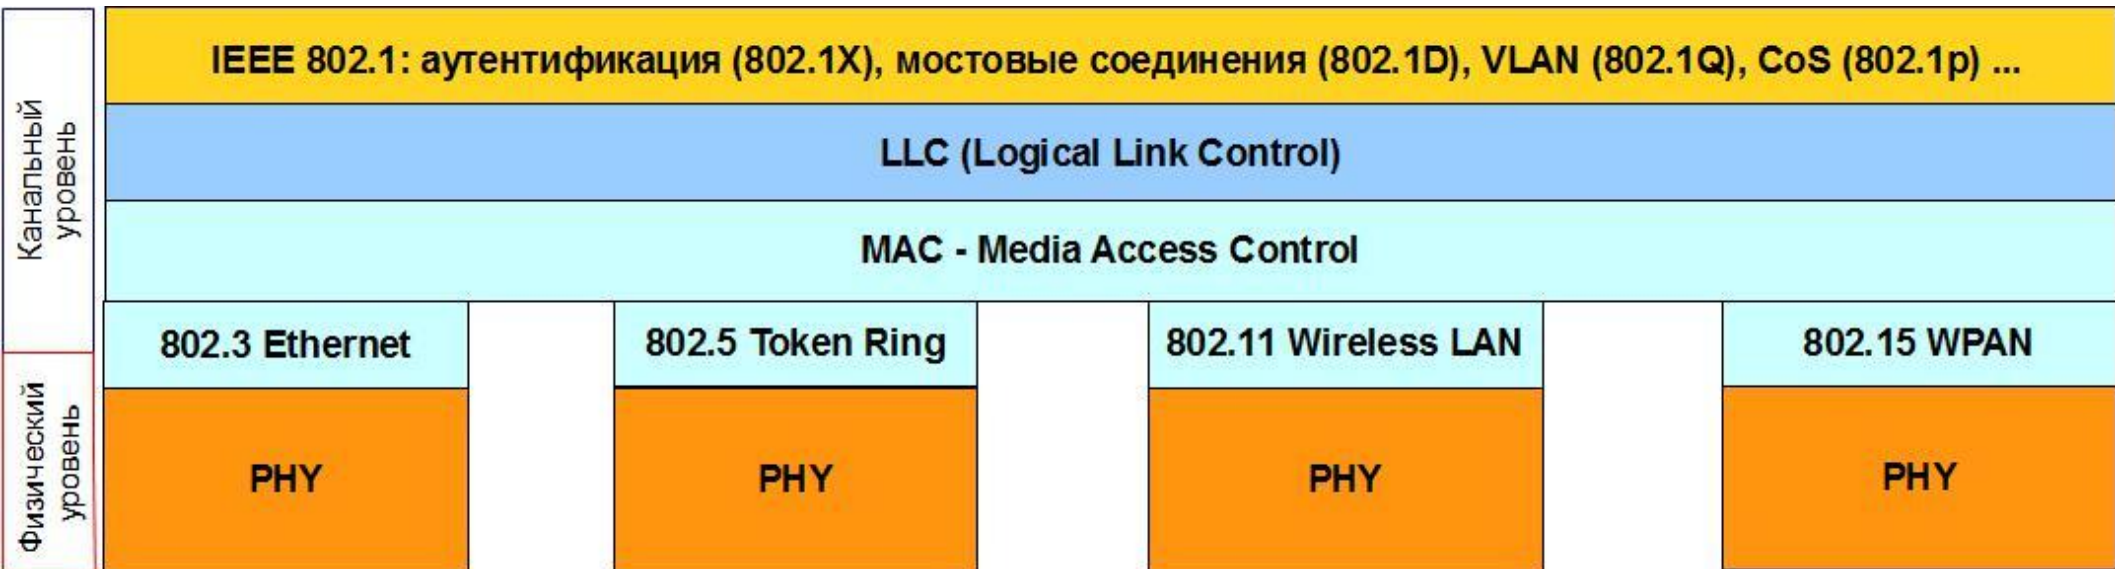 IEEE 802.1: аутентификация (802.1X), мостовые соединения (802.1D), VLAN (802.1Q), CoS (802.1p) ...
Канальный
уровень
LLC (Logical Link Control)
MAC - Media Access Control
802.3 Ethernet
802.5 Token Ring
802.11 Wireless LAN
802.15 WPAN
Физический
уровень
PHY
PHY
PHY
PHY